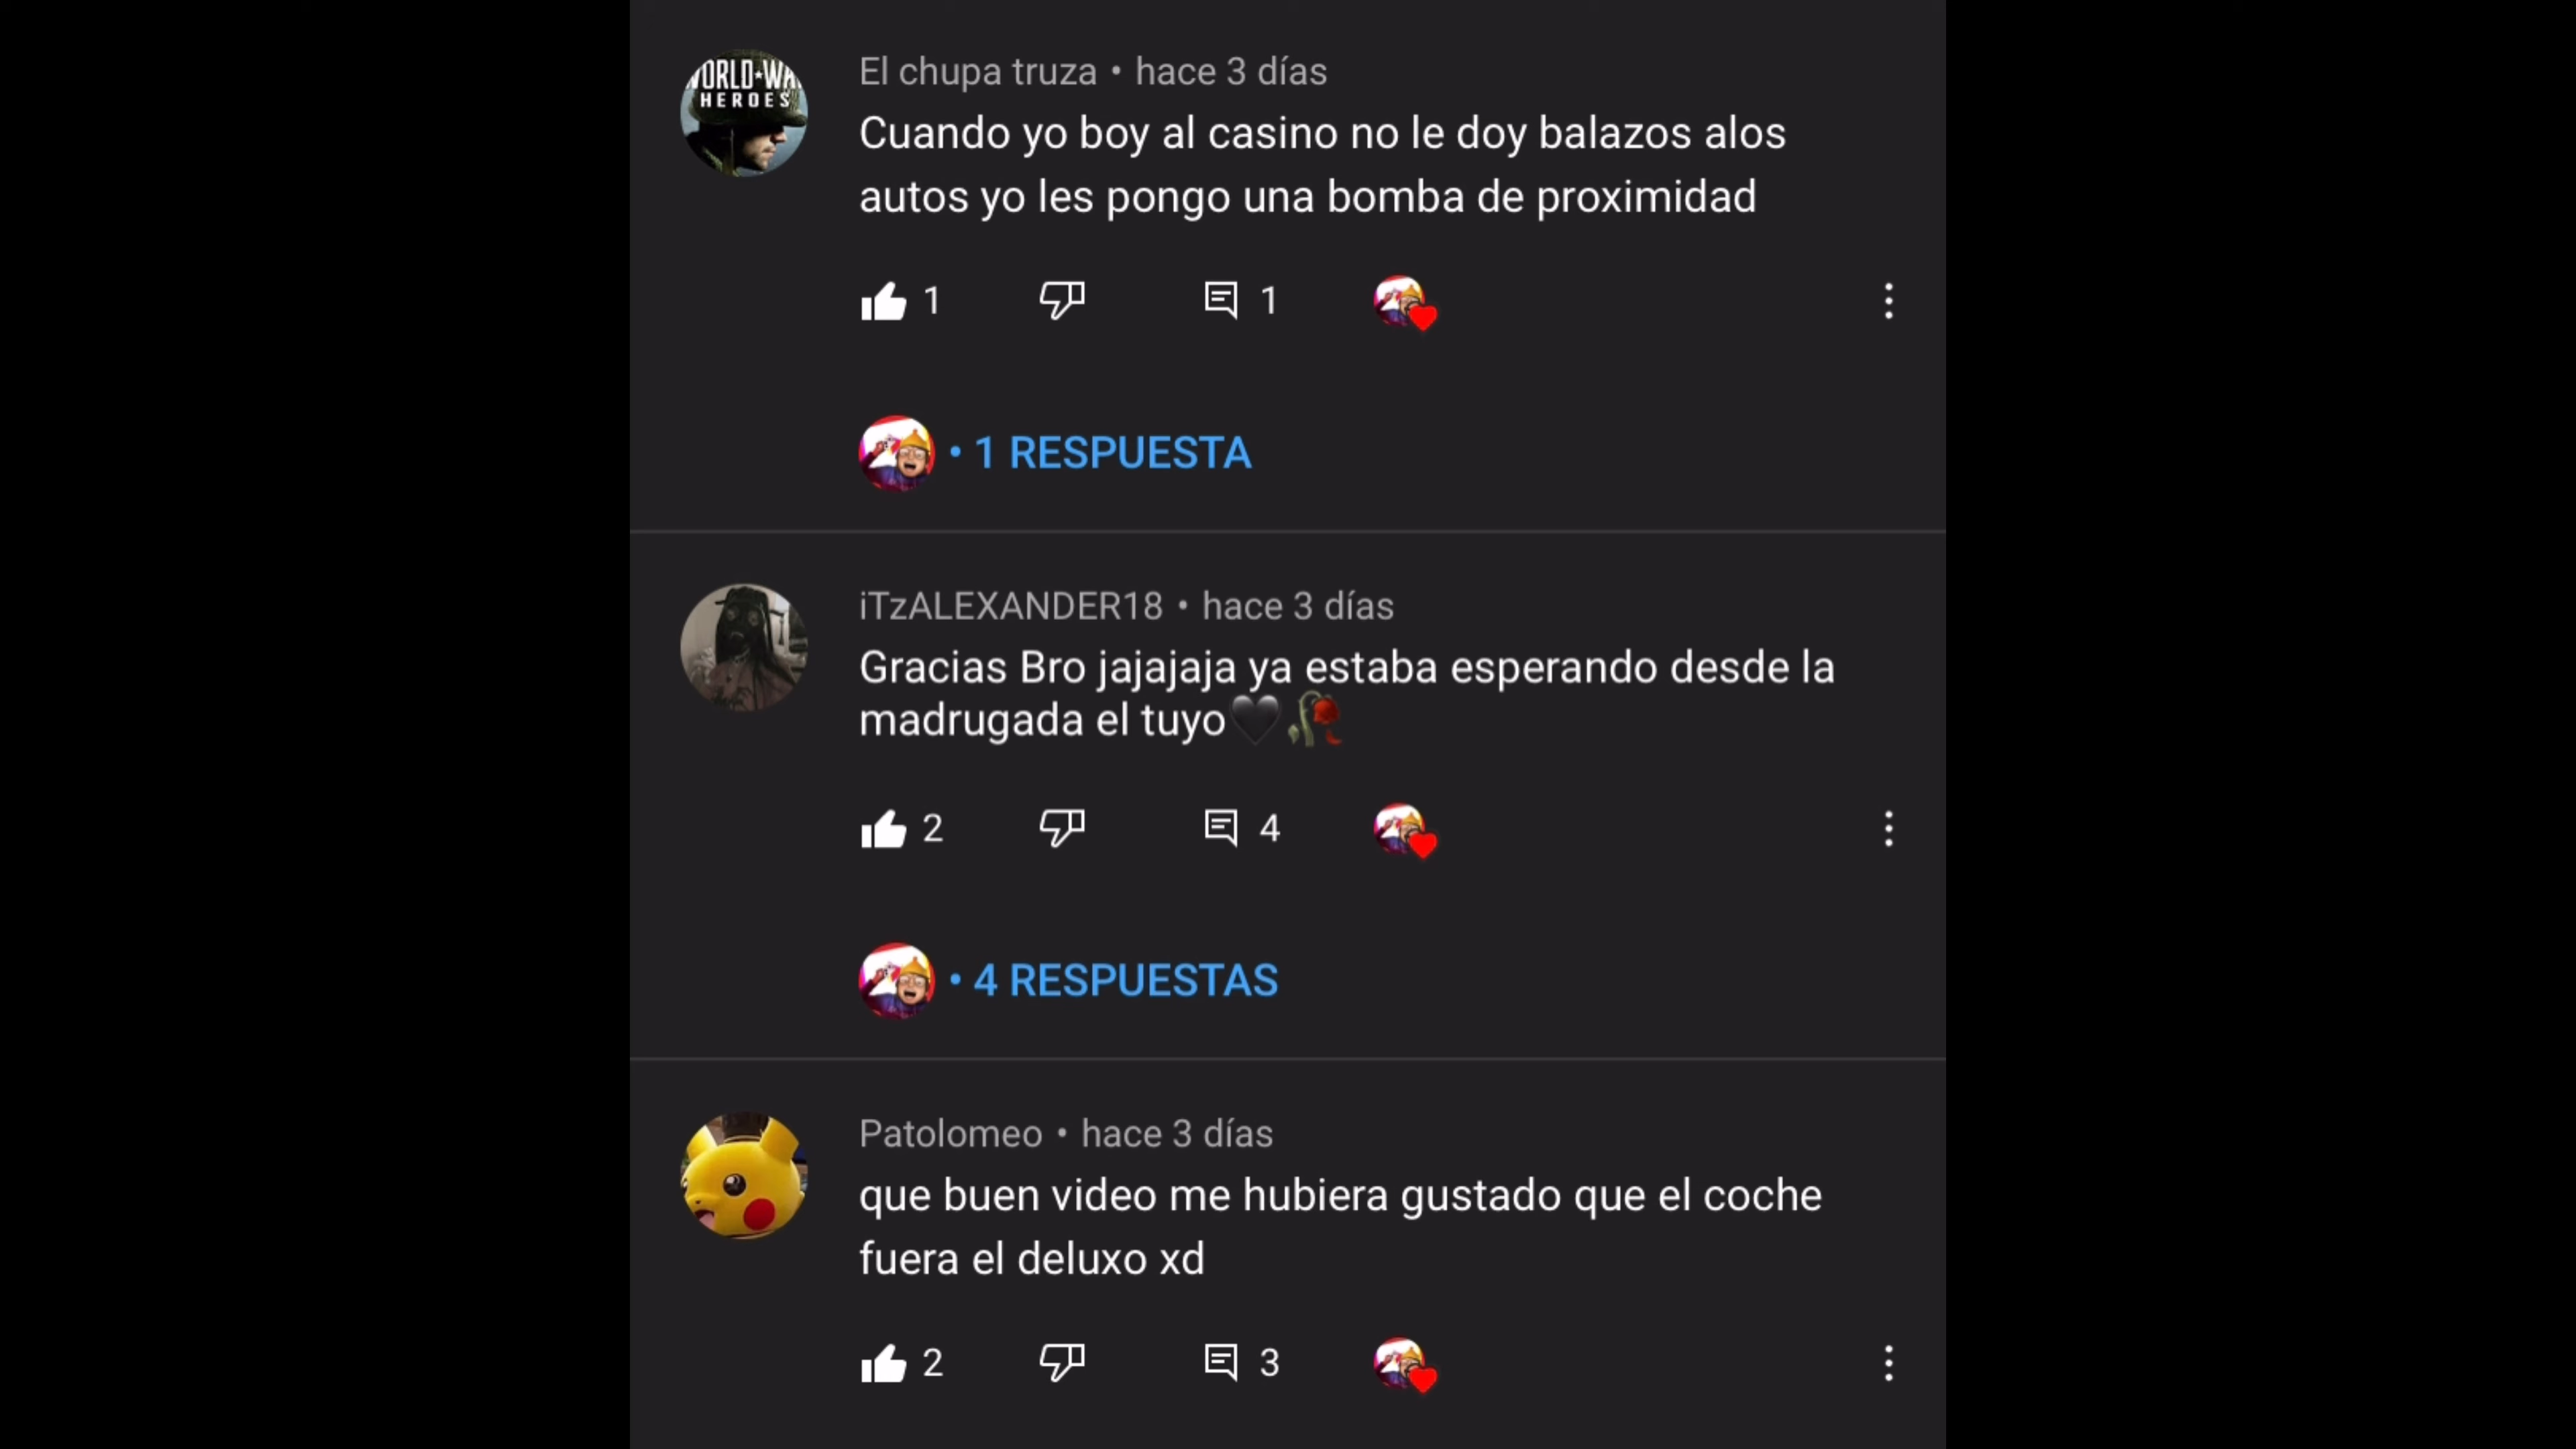 WORLD★WA
HEROES
El chupa truza • hace 3 días
Cuando yo boy al casino no le doy balazos alos
autos yo les pongo una bomba de proximidad
1
1
• 1 RESPUESTA
iTzALEXANDER18 • hace 3 días
Gracias Bro jajajaja ya estaba esperando desde la
madrugada el tuyo🖤🥀
2
4
• 4 RESPUESTAS
Patolomeo • hace 3 días
que buen video me hubiera gustado que el coche
fuera el deluxo xd
2
3